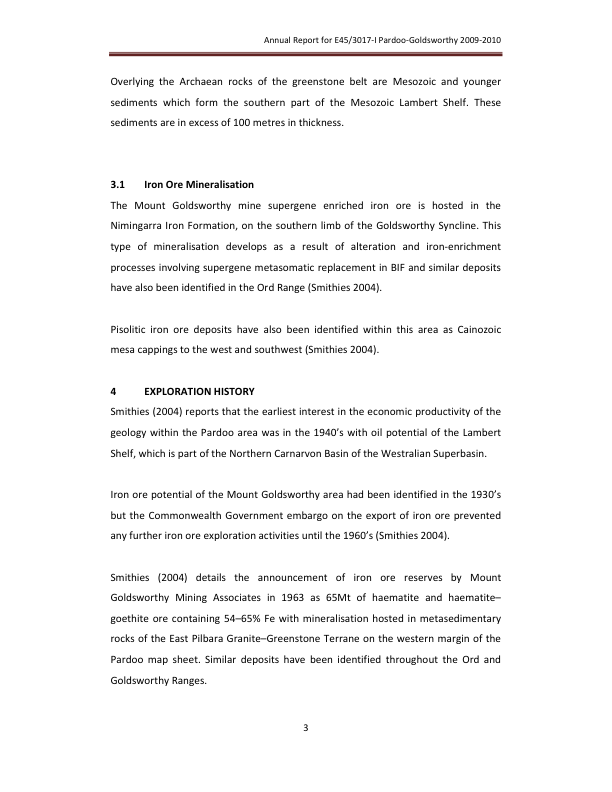 Annual Report for E45/3017-I Pardoo-Goldsworthy 2009-2010
Overlying the Archaean rocks of the greenstone belt are Mesozoic and younger
sediments which form the southern part of the Mesozoic Lambert Shelf. These
sediments are in excess of 100 metres in thickness.
3.1 Iron Ore Mineralisation
The Mount Goldsworthy mine supergene enriched iron ore is hosted in the
Nimingarra Iron Formation, on the southern limb of the Goldsworthy Syncline. This
type of mineralisation develops as a result of alteration and iron-enrichment
processes involving supergene metasomatic replacement in BIF and similar deposits
have also been identified in the Ord Range (Smithies 2004).
Pisolitic iron ore deposits have also been identified within this area as Cainozoic
mesa cappings to the west and southwest (Smithies 2004).
4 EXPLORATION HISTORY
Smithies (2004) reports that the earliest interest in the economic productivity of the
geology within the Pardoo area was in the 1940’s with oil potential of the Lambert
Shelf, which is part of the Northern Carnarvon Basin of the Westralian Superbasin.
Iron ore potential of the Mount Goldsworthy area had been identified in the 1930’s
but the Commonwealth Government embargo on the export of iron ore prevented
any further iron ore exploration activities until the 1960’s (Smithies 2004).
Smithies (2004) details the announcement of iron ore reserves by Mount
Goldsworthy Mining Associates in 1963 as 65Mt of haematite and haematite–
goethite ore containing 54–65% Fe with mineralisation hosted in metasedimentary
rocks of the East Pilbara Granite–Greenstone Terrane on the western margin of the
Pardoo map sheet. Similar deposits have been identified throughout the Ord and
Goldsworthy Ranges.
3